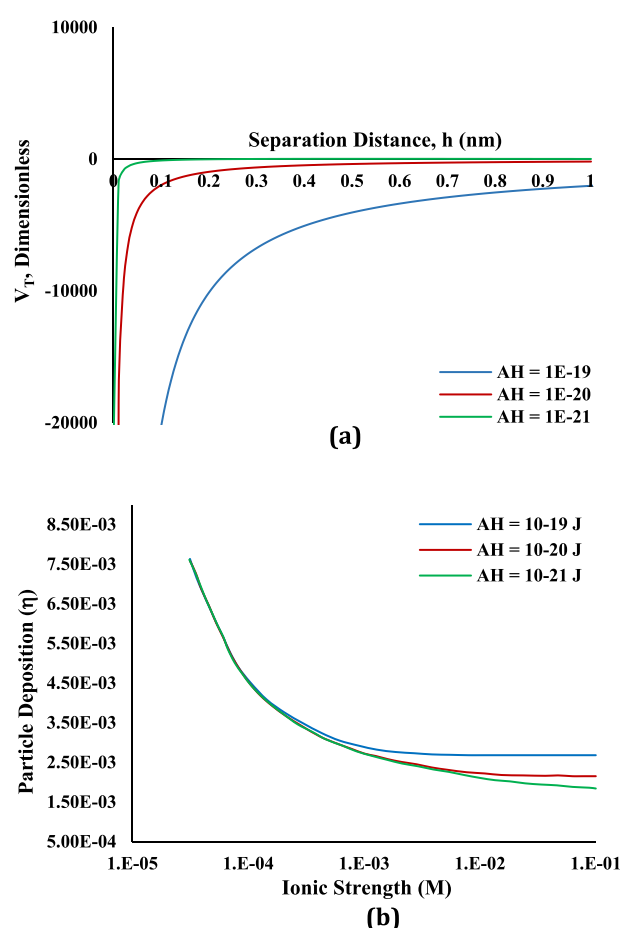 10000
Separation Distance, h (nm)
0
0 0.1 0.2 0.3 0.4 0.5 0.6 0.7 0.8 0.9 1
V_T, Dimensionless
-10000
AH = 1E-19
AH = 1E-20
AH = 1E-21
-20000
(a)
8.50E-03
7.50E-03
6.50E-03
5.50E-03
4.50E-03
3.50E-03
2.50E-03
1.50E-03
5.00E-04
Particle Deposition (η)
AH = 10-19 J
AH = 10-20 J
AH = 10-21 J
1.E-05 1.E-04 1.E-03 1.E-02 1.E-01
Ionic Strength (M)
(b)